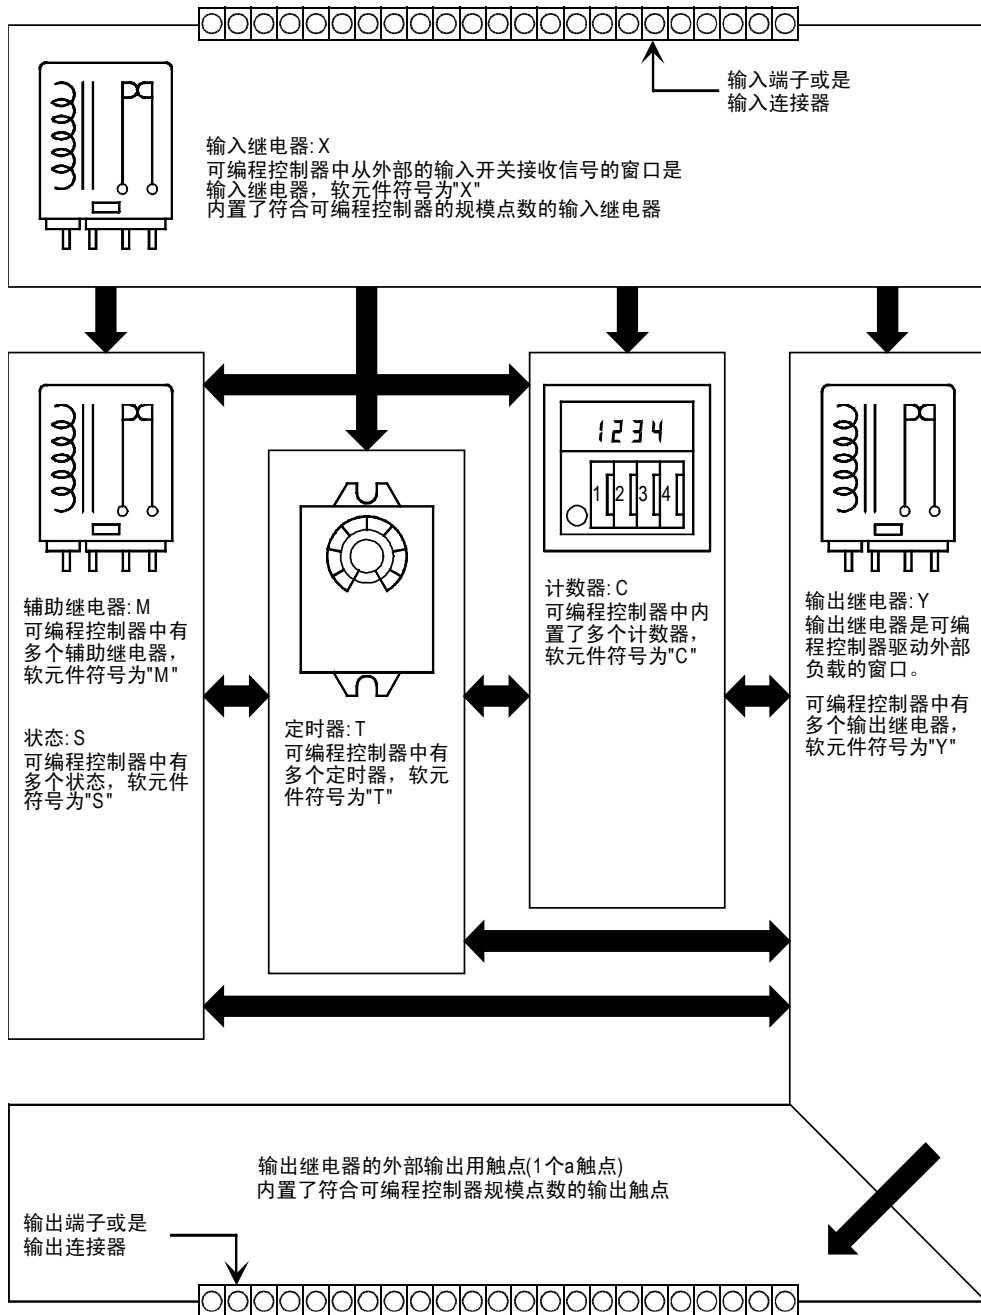 输入端子或是
输入连接器
输入继电器: X
可编程控制器中从外部的输入开关接收信号的窗口是
输入继电器，软元件符号为"X"
内置了符合可编程控制器的规模点数的输入继电器
辅助继电器: M
可编程控制器中有
多个辅助继电器，
软元件符号为"M"
状态: S
可编程控制器中有
多个状态，软元件
符号为"S"
定时器: T
可编程控制器中有
多个定时器，软元
件符号为"T"
1234
1 2 3 4
计数器: C
可编程控制器中内
置了多个计数器，
软元件符号为"C"
输出继电器: Y
输出继电器是可编
程控制器驱动外部
负载的窗口。
可编程控制器中有
多个输出继电器，
软元件符号为"Y"
输出继电器的外部输出用触点(1个a触点)
内置了符合可编程控制器规模点数的输出触点
输出端子或是
输出连接器